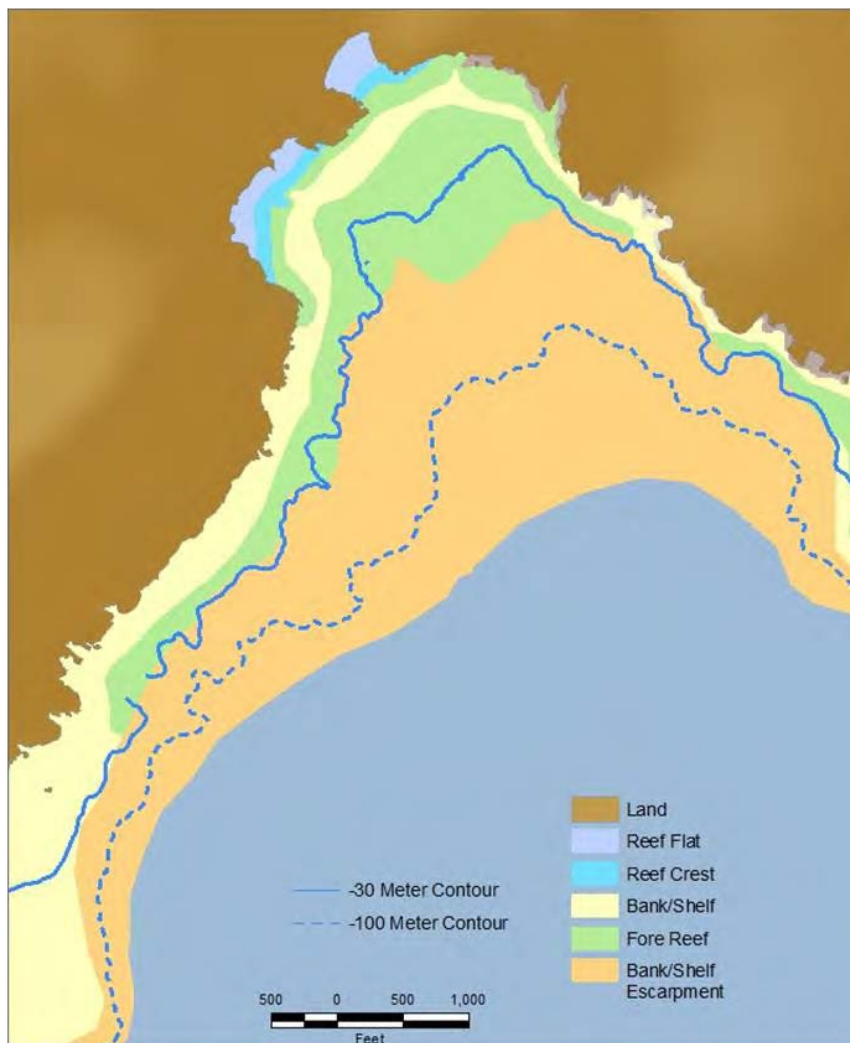 Land
Reef Flat
Reef Crest
-30 Meter Contour
Bank/Shelf
-100 Meter Contour
Fore Reef
Bank/Shelf
Escarpment
500 0 500 1,000
Feet